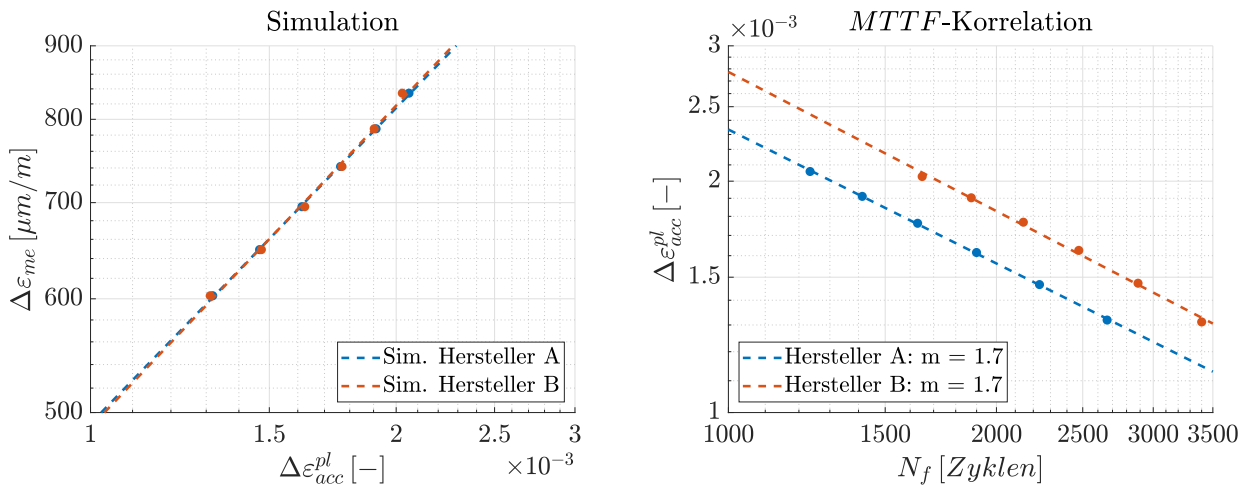 Simulation
900
800
700
600
500
Δε_me [μm/m]
1
1.5
2
2.5
3
×10⁻³
Δε^pl_acc [−]
Sim. Hersteller A
Sim. Hersteller B
MTTF-Korrelation
×10⁻³
3
2.5
2
1.5
1
Δε^pl_acc [−]
1000
1500
2000
2500
3000
3500
N_f [Zyklen]
Hersteller A: m = 1.7
Hersteller B: m = 1.7